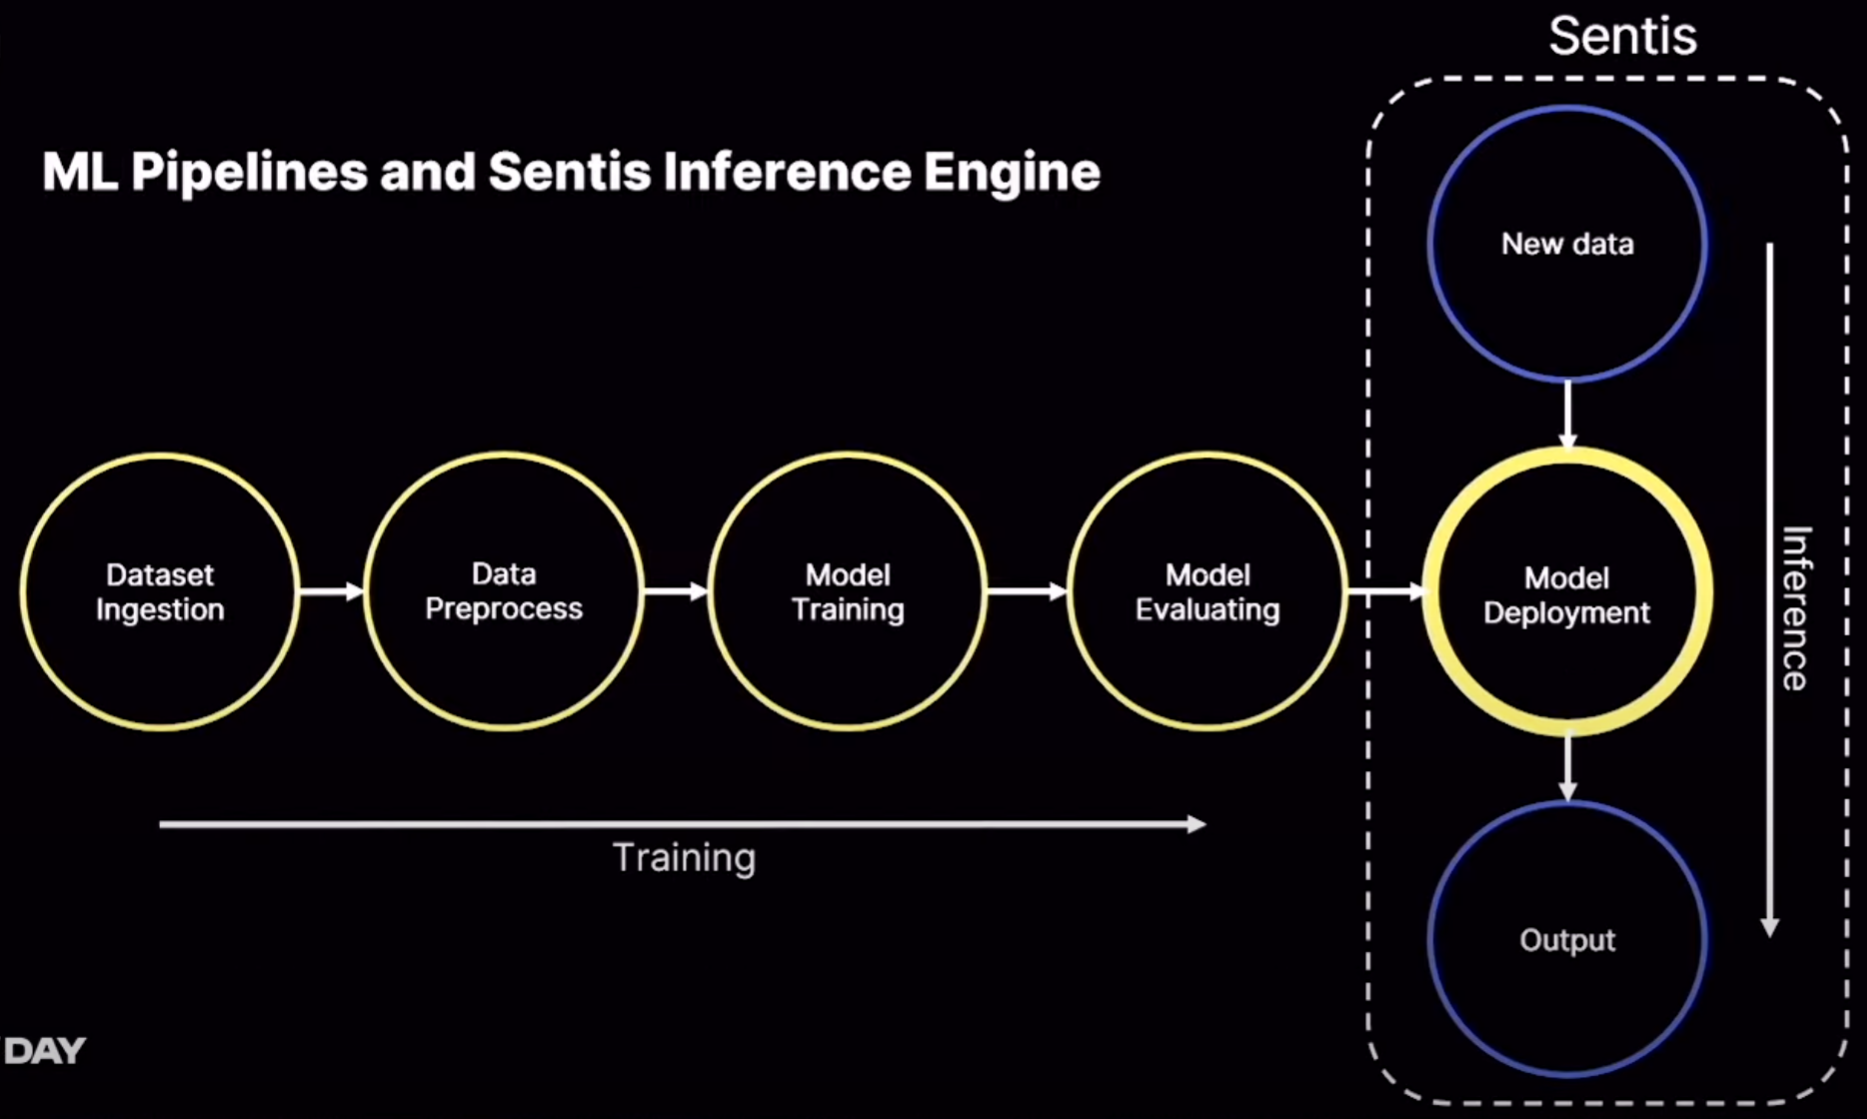 Sentis
ML Pipelines and Sentis Inference Engine
New data
Dataset
Ingestion
Data
Preprocess
Model
Training
Model
Evaluating
Model
Deployment
Inference
Training
Output
DAY